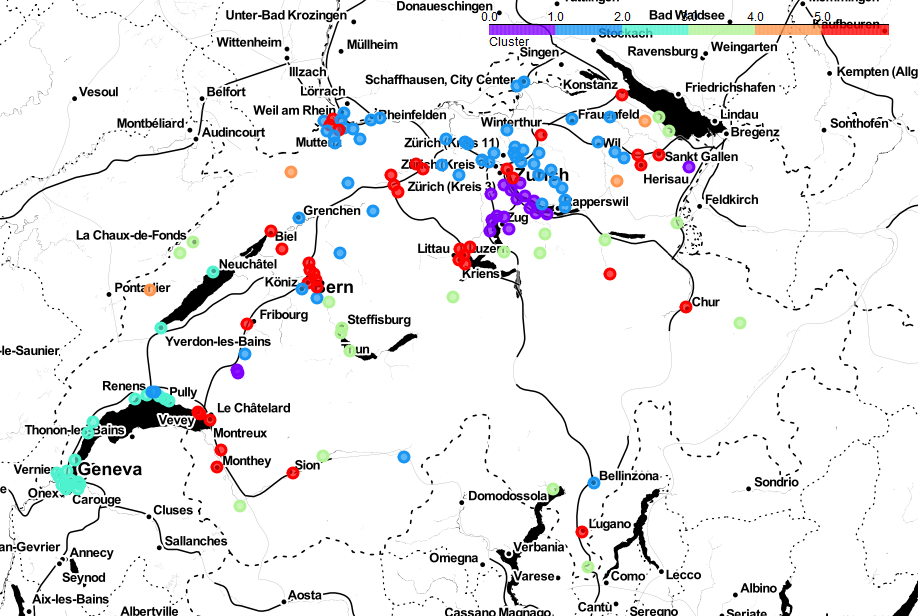 Donaueschingen
0.0 1.0 2.0 3.0 4.0 5.0
Unter-Bad Krozingen
Bad Waldsee
Kaufbeuren
Cluster
Stockach
Wittenheim
Müllheim
Singen
Ravensburg
Weingarten
Illzach
Schaffhausen, City Center
Konstanz
Kempten (Allg
Vesoul
Belfort
Lörrach
Friedrichshafen
Weil am Rhein
Rheinfelden
Winterthur
Frauenfeld
Lindau
Sonthofen
Montbéliard
Audincourt
Bregenz
Muttenz
Zürich (Kreis 11)
Wil
Sankt Gallen
Zürich
Herisau
Zürich (Kreis 3)
Rapperswil
Feldkirch
Grenchen
Zug
La Chaux-de-Fonds
Biel
Littau
Luzern
Neuchâtel
Kriens
Pontarlier
Köniz
Bern
Chur
Fribourg
Steffisburg
Yverdon-les-Bains
Thun
-le-Saunier
Renens
Pully
Le Châtelard
Vevey
Thonon-les-Bains
Montreux
Vernier
Geneva
Monthey
Sion
Bellinzona
Sondrio
Onex
Carouge
Domodossola
Cluses
Lugano
Sallanches
an-Gevrier
Annecy
Verbania
Omegna
Seynod
Varese
Como
Lecco
Aix-les-Bains
Aosta
Albino
Albertville
Cassano Magnago
Cantù
Seregno
Seriate